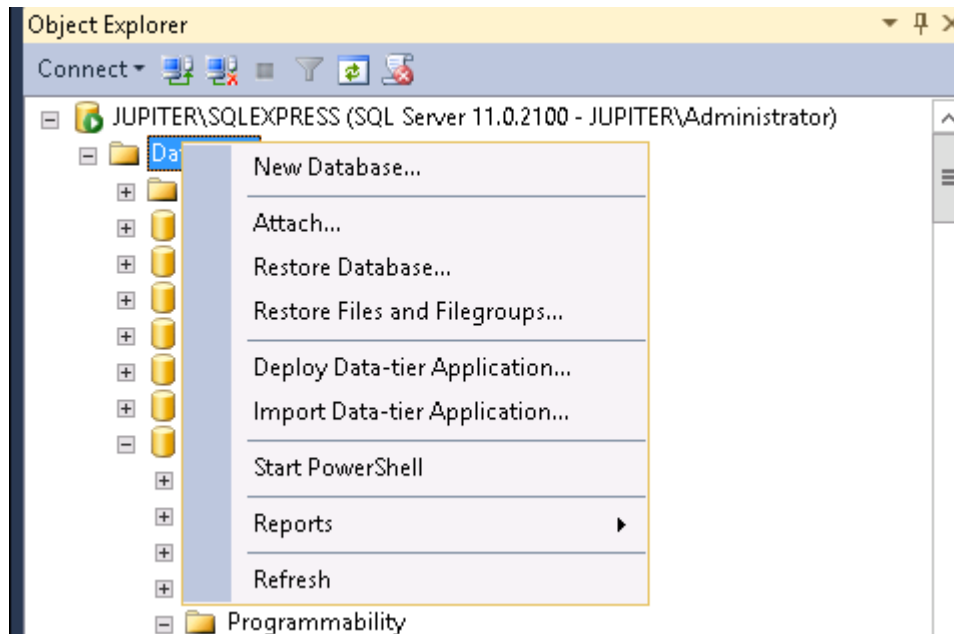 Object Explorer
Connect
JUPITER\SQLEXPRESS (SQL Server 11.0.2100 - JUPITER\Administrator)
New Database...
Attach...
Restore Database...
Restore Files and Filegroups...
Deploy Data-tier Application...
Import Data-tier Application...
Start PowerShell
Reports
Refresh
Programmability